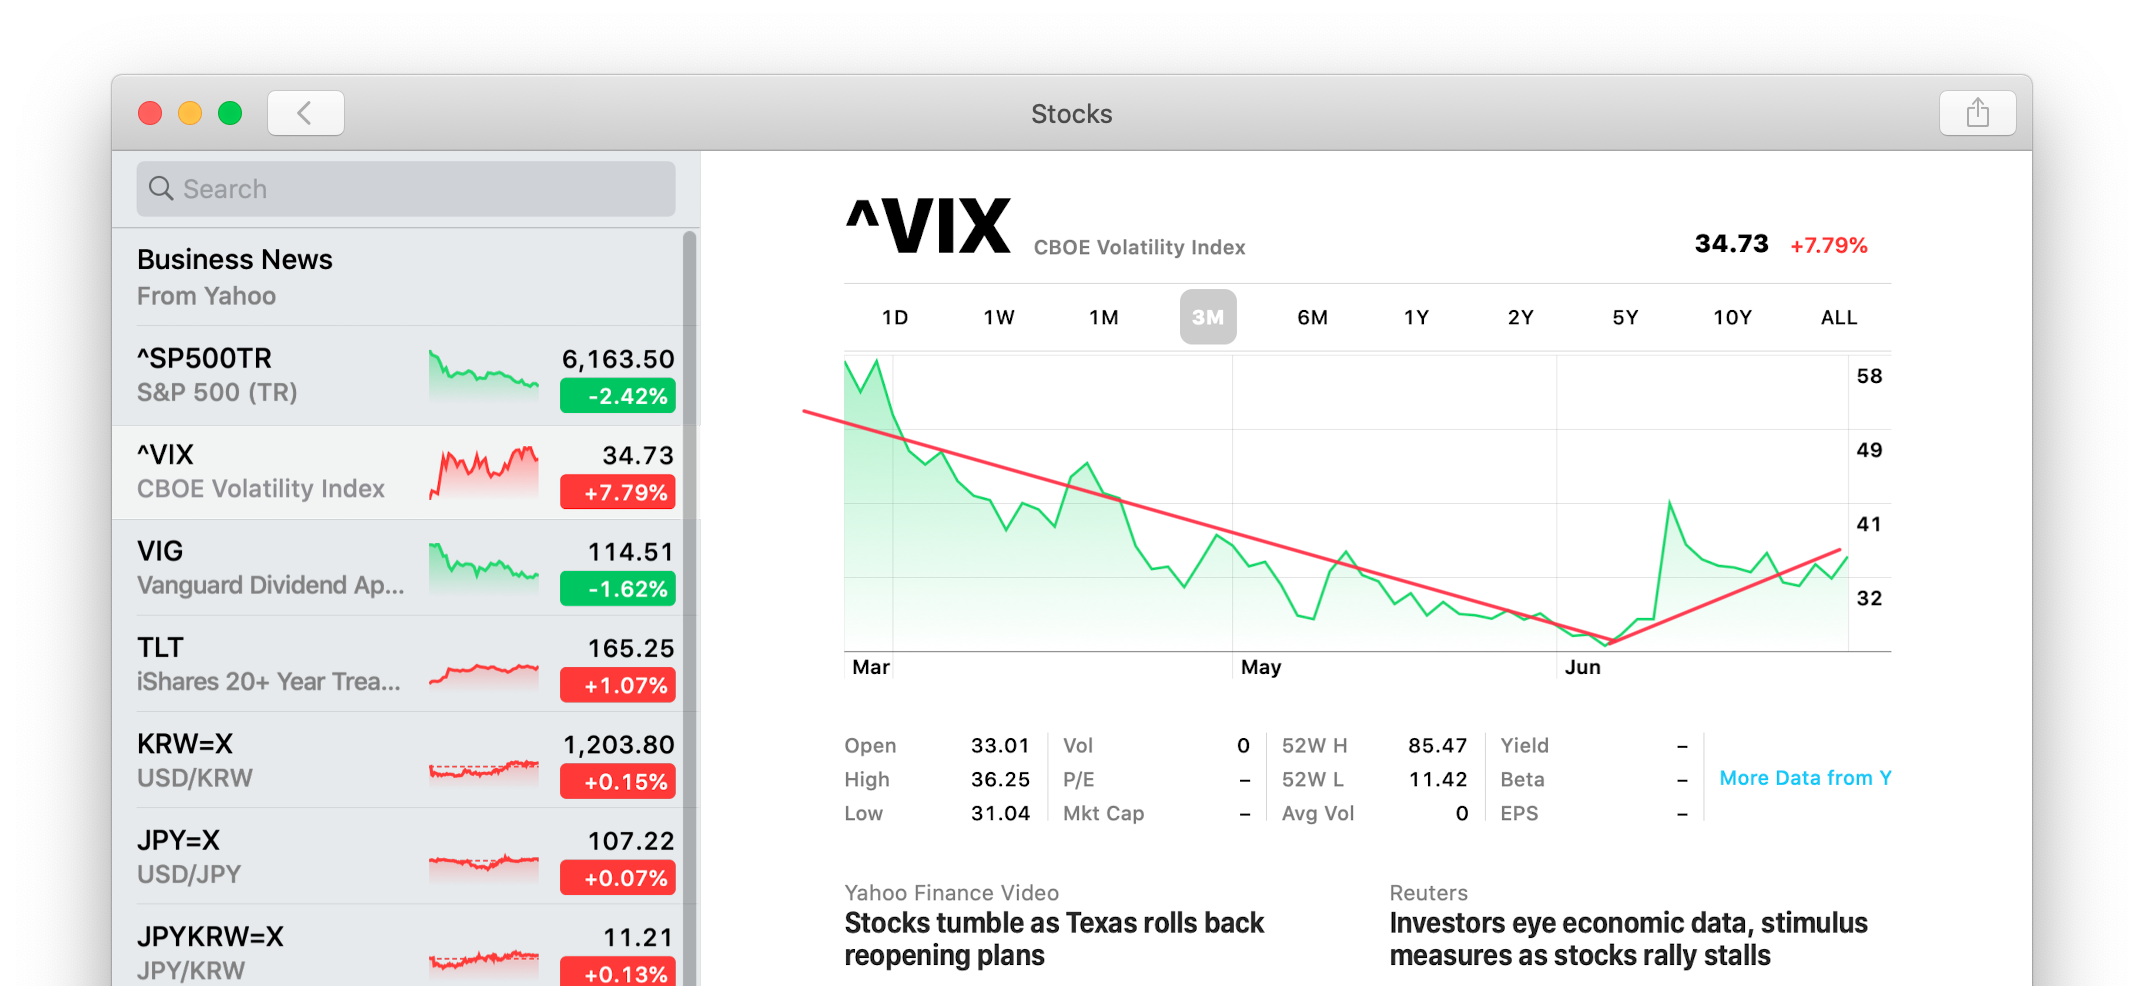 Stocks
Search
Business News
From Yahoo
^SP500TR
6,163.50
S&P 500 (TR)
-2.42%
^VIX
34.73
CBOE Volatility Index
+7.79%
VIG
114.51
Vanguard Dividend Ap...
-1.62%
TLT
165.25
iShares 20+ Year Trea...
+1.07%
KRW=X
1,203.80
USD/KRW
+0.15%
JPY=X
107.22
USD/JPY
+0.07%
JPYKRW=X
11.21
JPY/KRW
+0.13%
^VIX CBOE Volatility Index 34.73 +7.79%
1D 1W 1M 3M 6M 1Y 2Y 5Y 10Y ALL
58
49
41
32
Mar May Jun
Open 33.01 Vol 0 52W H 85.47 Yield –
High 36.25 P/E – 52W L 11.42 Beta –
More Data from Y
Low 31.04 Mkt Cap – Avg Vol 0 EPS –
Yahoo Finance Video
Stocks tumble as Texas rolls back
reopening plans
Reuters
Investors eye economic data, stimulus
measures as stocks rally stalls